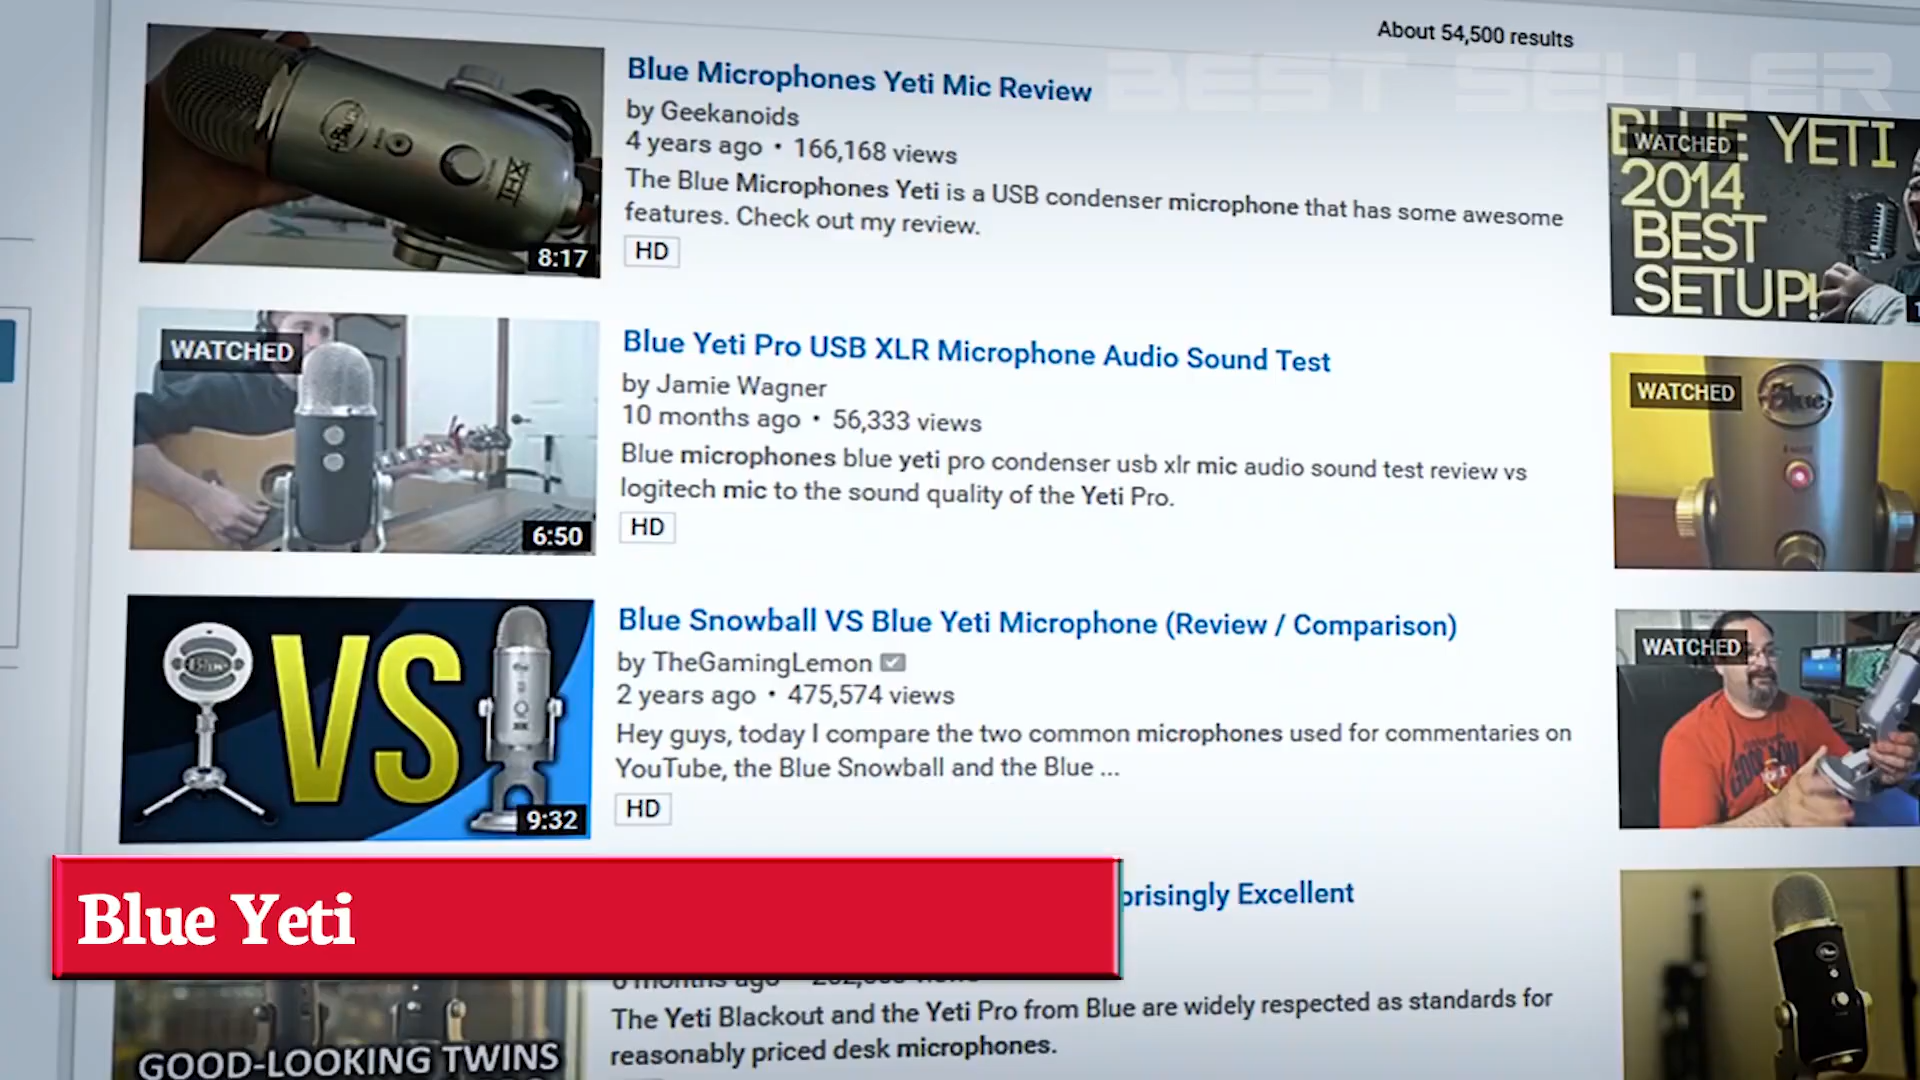 About 54,500 results
BEST SELLER
Blue Microphones Yeti Mic Review
by Geekanoids
4 years ago • 166,168 views
The Blue Microphones Yeti is a USB condenser microphone that has some awesome
features. Check out my review.
HD
Blue
THX
8:17
WATCHED
Blue Yeti Pro USB XLR Microphone Audio Sound Test
by Jamie Wagner
10 months ago • 56,333 views
Blue microphones blue yeti pro condenser usb xlr mic audio sound test review vs
logitech mic to the sound quality of the Yeti Pro.
HD
6:50
Blue
VS
9:32
Blue Snowball VS Blue Yeti Microphone (Review / Comparison)
by TheGamingLemon
2 years ago • 475,574 views
Hey guys, today I compare the two common microphones used for commentaries on
YouTube, the Blue Snowball and the Blue ...
HD
Blue Yeti
prisingly Excellent
The Yeti Blackout and the Yeti Pro from Blue are widely respected as standards for
reasonably priced desk microphones.
GOOD-LOOKING TWINS
WATCHED
BLUE YETI
2014
BEST
SETUP!
WATCHED
Blue
WATCHED